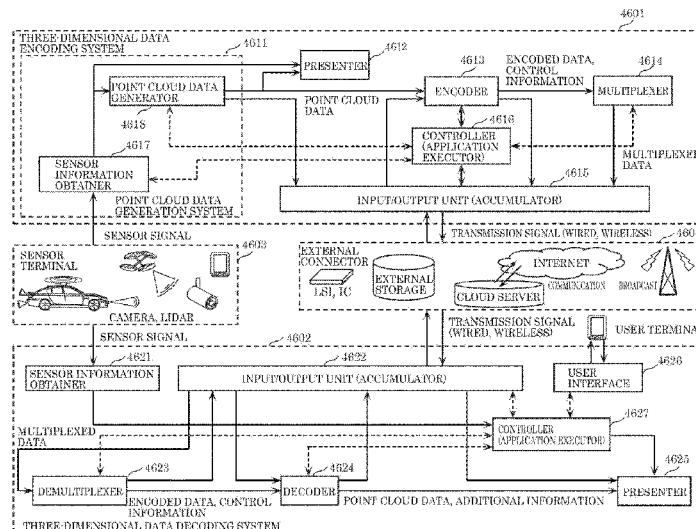 4601
THREE-DIMENSIONAL DATA
ENCODING SYSTEM
4611
4612
PRESENTER
4613
ENCODED DATA,
CONTROL
INFORMATION
4614
POINT CLOUD DATA
GENERATOR
ENCODER
MULTIPLEXER
4618
POINT CLOUD
DATA
4616
CONTROLLER
(APPLICATION
EXECUTOR)
4617
SENSOR
INFORMATION
OBTAINER
MULTIPLEXED
DATA
4615
POINT CLOUD DATA
GENERATION SYSTEM
INPUT/OUTPUT UNIT (ACCUMULATOR)
SENSOR SIGNAL
TRANSMISSION SIGNAL (WIRED, WIRELESS)
SENSOR
TERMINAL
4603
CAMERA, LIDAR
EXTERNAL
CONNECTOR
LSI, IC
EXTERNAL
STORAGE
INTERNET
CLOUD SERVER
COMMUNICATION
BROADCAST
460
SENSOR SIGNAL
4602
TRANSMISSION SIGNAL
(WIRED, WIRELESS)
USER TERMINA
4621
SENSOR INFORMATION
OBTAINER
4622
INPUT/OUTPUT UNIT (ACCUMULATOR)
USER
INTERFACE
4626
4627
CONTROLLER
(APPLICATION EXECUTOR)
MULTIPLEXED
DATA
4623
DEMULTIPLEXER
4624
DECODER
4625
PRESENTER
ENCODED DATA, CONTROL
INFORMATION
POINT CLOUD DATA, ADDITIONAL INFORMATION
THREE-DIMENSIONAL DATA DECODING SYSTEM